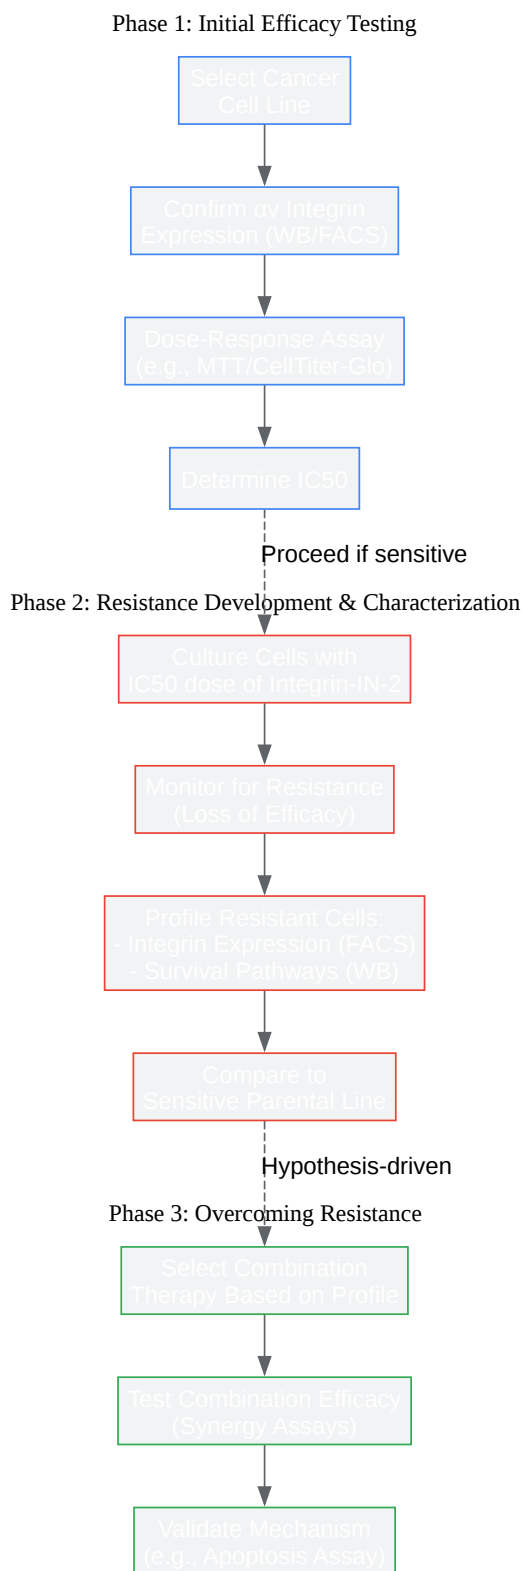 Phase 1: Initial Efficacy Testing
Select Cancer
Cell Line
Confirm αv Integrin
Expression (WB/FACS)
Dose-Response Assay
(e.g., MTT/CellTiter-Glo)
Determine IC50
Proceed if sensitive
Phase 2: Resistance Development & Characterization
Culture Cells with
IC50 dose of Integrin-IN-2
Monitor for Resistance
(Loss of Efficacy)
Profile Resistant Cells:
- Integrin Expression (FACS)
- Survival Pathways (WB)
Compare to
Sensitive Parental Line
Hypothesis-driven
Phase 3: Overcoming Resistance
Select Combination
Therapy Based on Profile
Test Combination Efficacy
(Synergy Assays)
Validate Mechanism
(e.g., Apoptosis Assay)